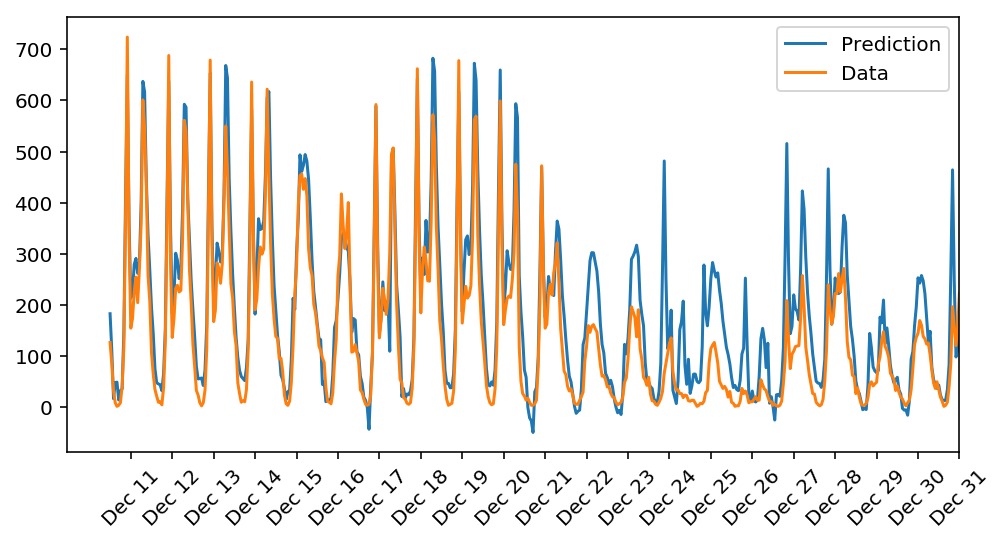 Prediction
Data
700
600
500
400
300
200
100
0
Dec 11
Dec 12
Dec 13
Dec 14
Dec 15
Dec 16
Dec 17
Dec 18
Dec 19
Dec 20
Dec 21
Dec 22
Dec 23
Dec 24
Dec 25
Dec 26
Dec 27
Dec 28
Dec 29
Dec 30
Dec 31